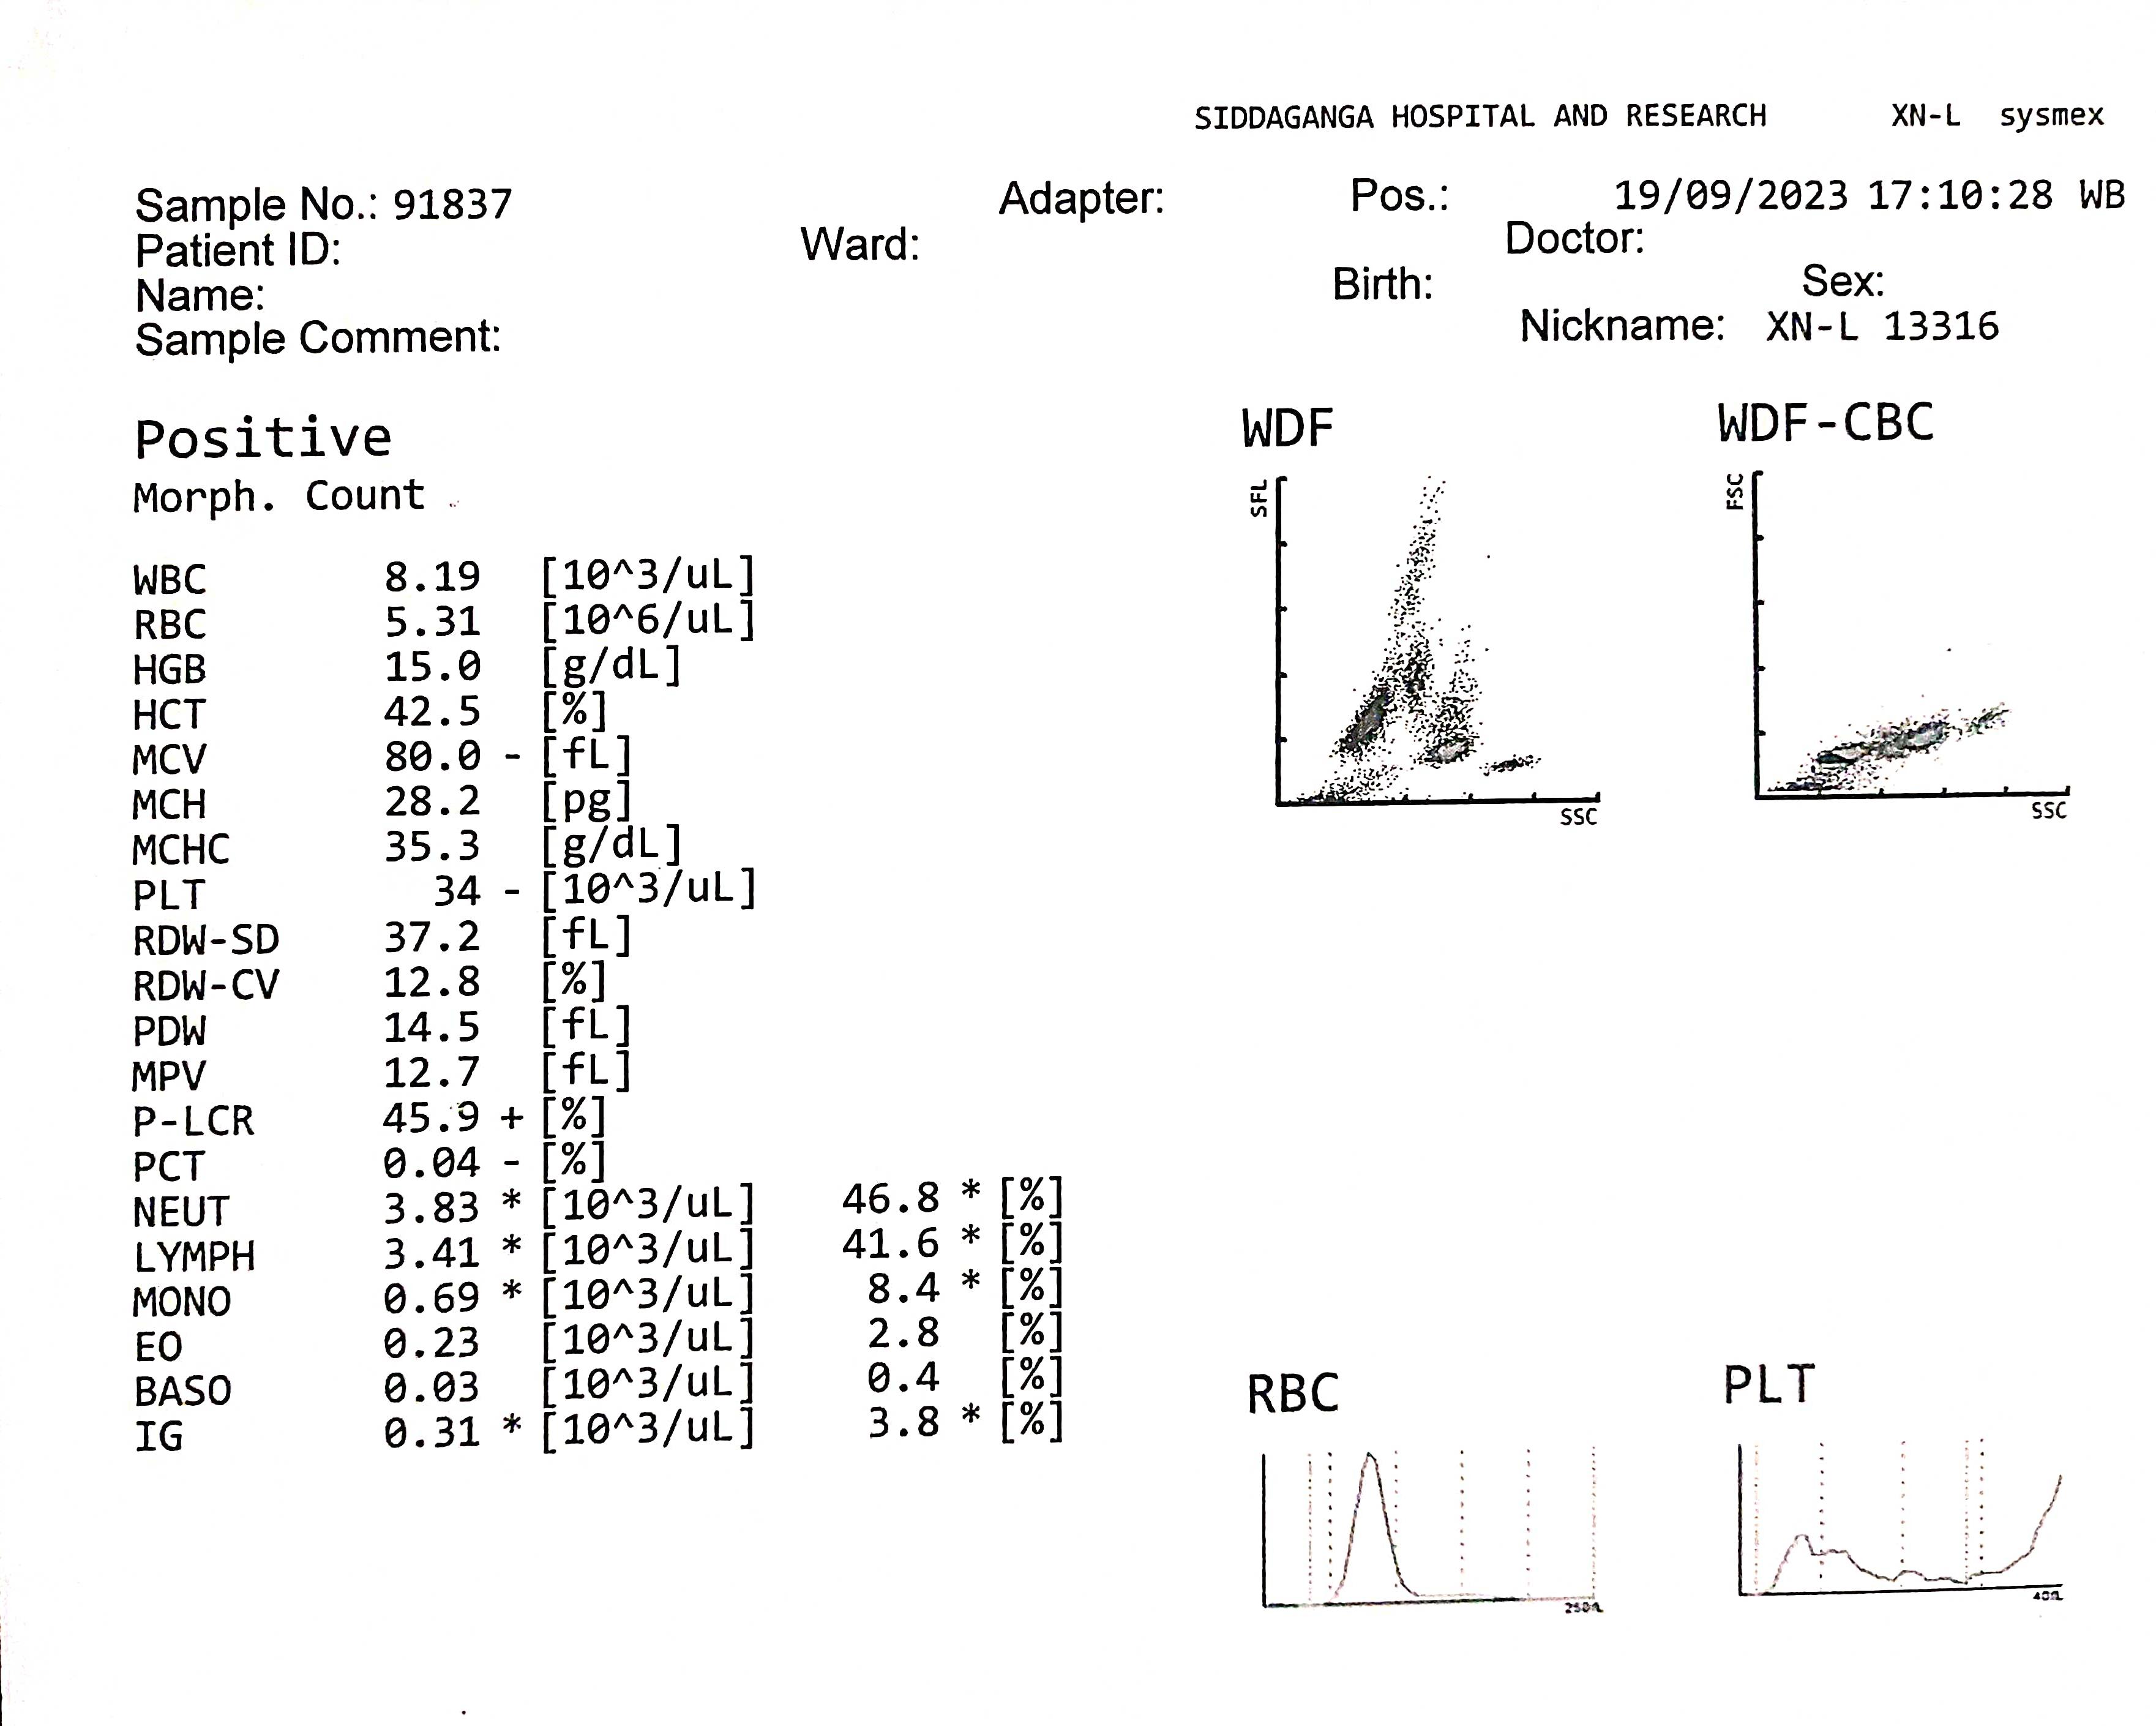 SIDDAGANGA HOSPITAL AND RESEARCH XN-L sysmex
Sample No.: 91837 Adapter: Pos.: 19/09/2023 17:10:28 WB
Patient ID: Ward: Doctor:
Name: Birth: Sex:
Sample Comment: Nickname: XN-L 13316
Positive
Morph. Count
WDF
WDF-CBC
SFL
SSC
FSC
SSC
WBC 8.19 [10^3/uL]
RBC 5.31 [10^6/uL]
HGB 15.0 [g/dL]
HCT 42.5 [%]
MCV 80.0 - [fL]
MCH 28.2 [pg]
MCHC 35.3 [g/dL]
PLT 34 - [10^3/uL]
RDW-SD 37.2 [fL]
RDW-CV 12.8 [%]
PDW 14.5 [fL]
MPV 12.7 [fL]
P-LCR 45.9 + [%]
PCT 0.04 - [%]
NEUT 3.83 * [10^3/uL] 46.8 * [%]
LYMPH 3.41 * [10^3/uL] 41.6 * [%]
MONO 0.69 * [10^3/uL] 8.4 * [%]
EO 0.23 [10^3/uL] 2.8 [%]
BASO 0.03 [10^3/uL] 0.4 [%]
IG 0.31 * [10^3/uL] 3.8 * [%]
RBC
250fL
PLT
40fL